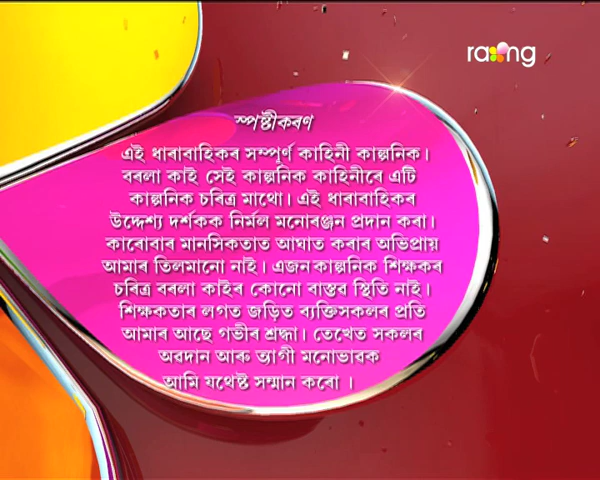 rang
স্পষ্টীকৰণ
এই ধাৰাবাহিকৰ সম্পূৰ্ণ কাহিনী কাল্পনিক।
বৰলা কাই সেই কাল্পনিক কাহিনীৰে এটি
কাল্পনিক চৰিত্ৰ মাথো। এই ধাৰাবাহিকৰ
উদ্দেশ্য দৰ্শকক নিৰ্মল মনোৰঞ্জন প্ৰদান কৰা।
কাৰোবাৰ মানসিকতাত আঘাত কৰাৰ অভিপ্ৰায়
আমাৰ তিলমানো নাই। এজন কাল্পনিক শিক্ষকৰ
চৰিত্ৰ বৰলা কাইৰ কোনো বাস্তৱ স্থিতি নাই।
শিক্ষকতাৰ লগত জড়িত ব্যক্তিসকলৰ প্ৰতি
আমাৰ আছে গভীৰ শ্ৰদ্ধা। তেখেত সকলৰ
অৱদান আৰু ত্যাগী মনোভাৱক
আমি যথেষ্ট সন্মান কৰো ।